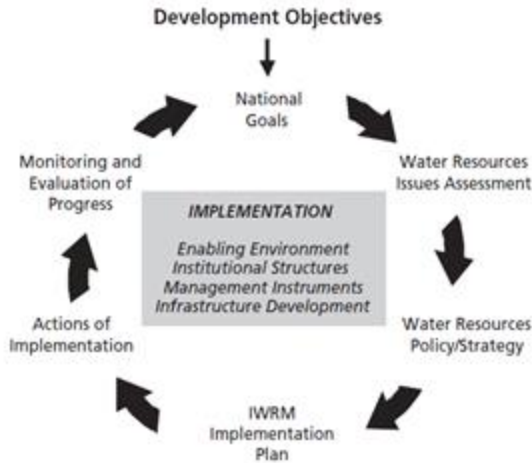 Development Objectives
National
Goals
Water Resources
Issues Assessment
Water Resources
Policy/Strategy
IWRM
Implementation
Plan
Actions of
Implementation
Monitoring and
Evaluation of
Progress
IMPLEMENTATION
Enabling Environment
Institutional Structures
Management Instruments
Infrastructure Development